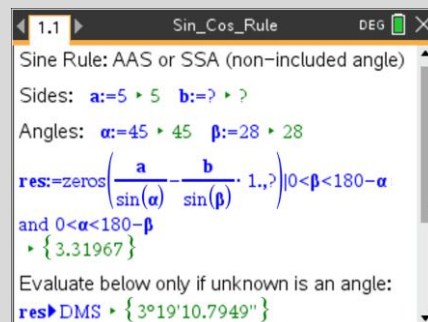 1.1 Sin_Cos_Rule DEG
Sine Rule: AAS or SSA (non-included angle)
Sides: a:=5 ▸ 5 b:=? ▸ ?
Angles: α:=45 ▸ 45 β:=28 ▸ 28
res:=zeros(a/sin(α)−b/sin(β)· 1.,?)|0<β<180−α
and 0<α<180−β
▸ {3.31967}
Evaluate below only if unknown is an angle:
res▸DMS ▸ {3°19'10.7949"}